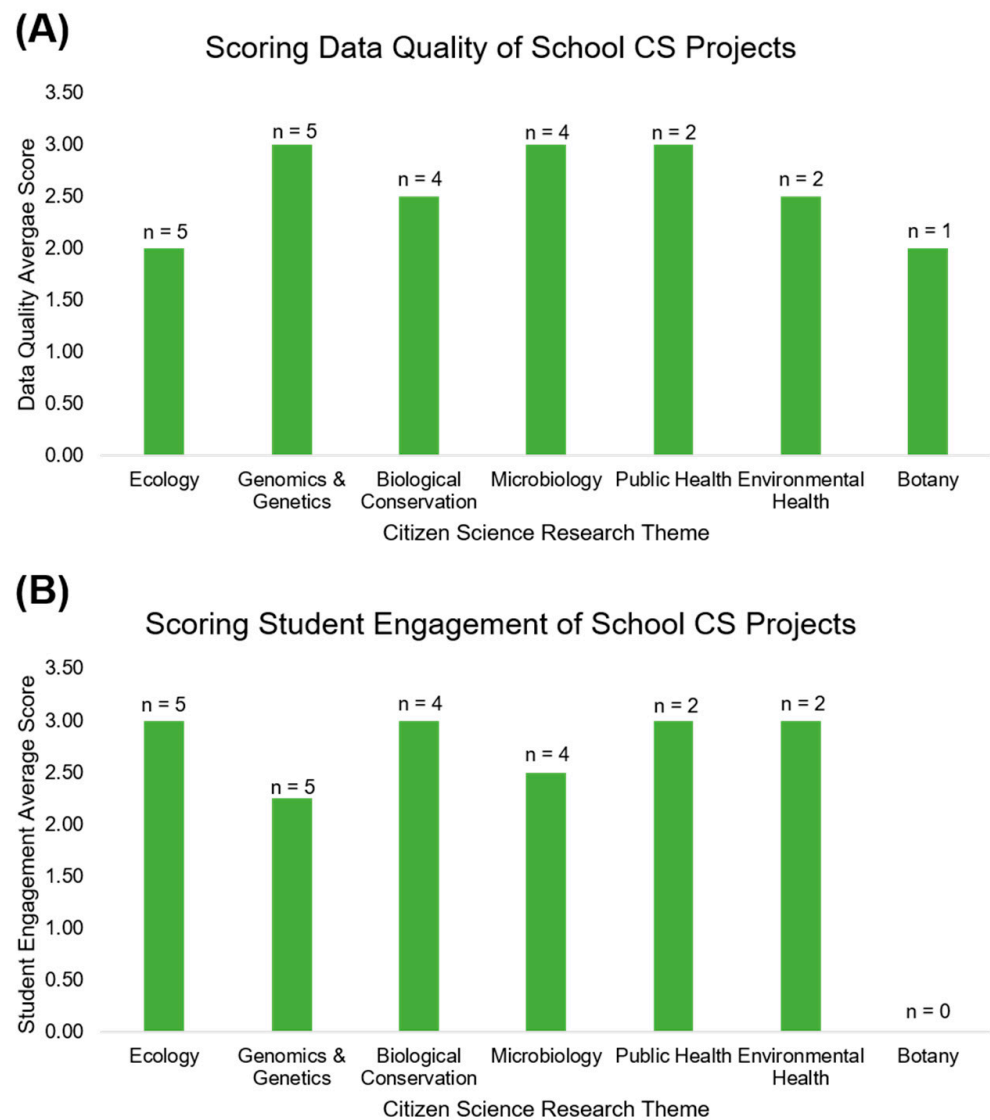 (A)
Scoring Data Quality of School CS Projects
Data Quality Avergae Score
3.50
3.00
2.50
2.00
1.50
1.00
0.50
0.00
n = 5
n = 5
n = 4
n = 4
n = 2
n = 2
n = 1
Ecology
Genomics &
Genetics
Biological
Conservation
Microbiology
Public Health
Environmental
Health
Botany
Citizen Science Research Theme
(B)
Scoring Student Engagement of School CS Projects
Student Engagement Average Score
3.50
3.00
2.50
2.00
1.50
1.00
0.50
0.00
n = 5
n = 5
n = 4
n = 4
n = 2
n = 2
n = 0
Ecology
Genomics &
Genetics
Biological
Conservation
Microbiology
Public Health
Environmental
Health
Botany
Citizen Science Research Theme